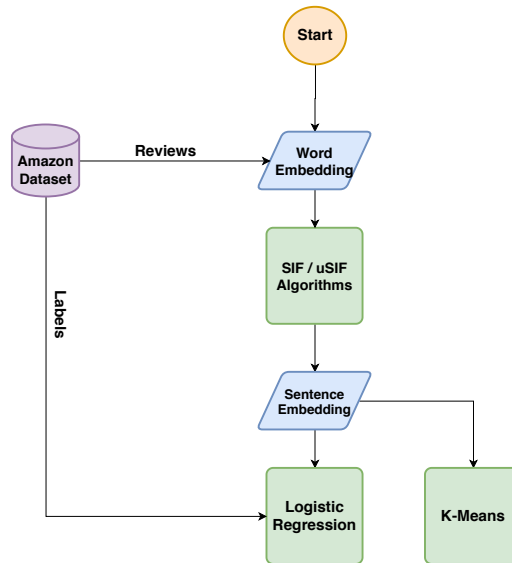 Start
Reviews
Amazon
Dataset
Word
Embedding
SIF / uSIF
Algorithms
Labels
Sentence
Embedding
Logistic
Regression
K-Means